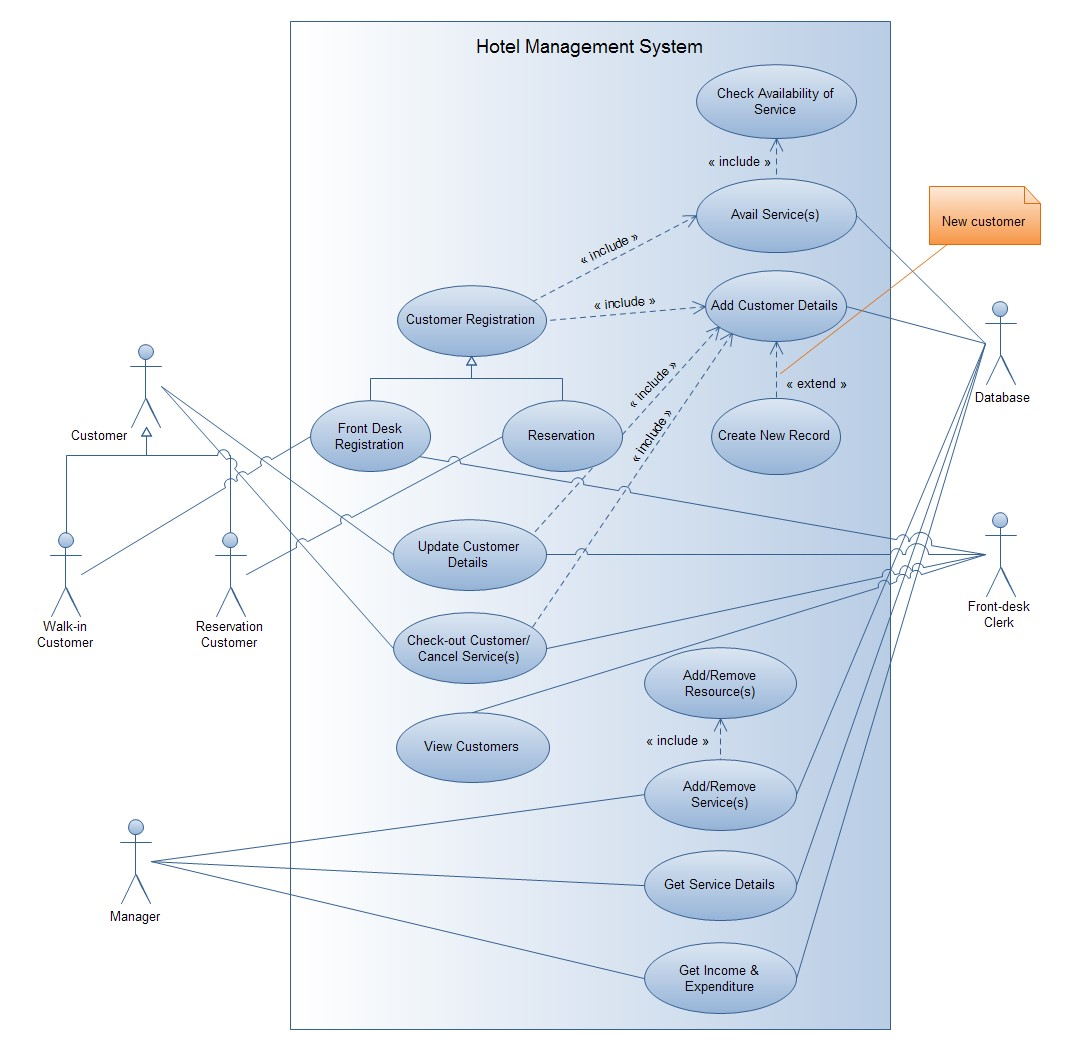 Hotel Management System
Check Availability of
Service
« include »
Avail Service(s)
New customer
« include »
Add Customer Details
« include »
Customer Registration
« include »
« extend »
Database
Customer
Front Desk
Registration
Reservation
« include »
Create New Record
Update Customer
Details
Walk-in
Customer
Reservation
Customer
Front-desk
Clerk
Check-out Customer/
Cancel Service(s)
Add/Remove
Resource(s)
« include »
View Customers
Add/Remove
Service(s)
Manager
Get Service Details
Get Income &
Expenditure